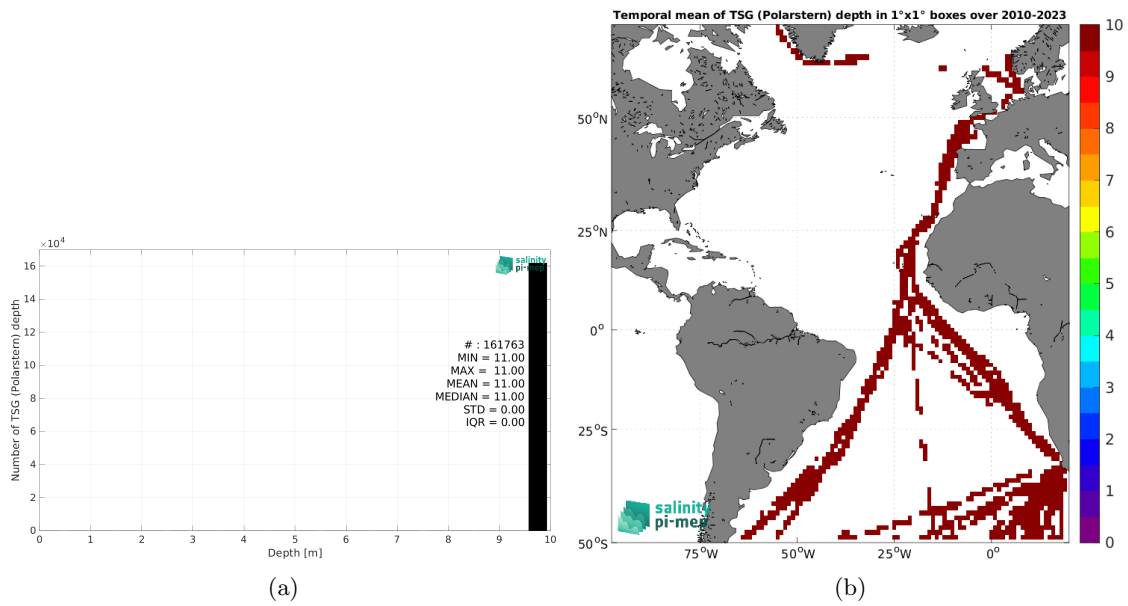 Temporal mean of TSG (Polarstern) depth in 1°x1° boxes over 2010-2023
×10⁴
16
14
12
10
8
6
4
2
0
Number of TSG (Polarstern) depth
salinity
pi-mep
# : 161763
MIN = 11.00
MAX = 11.00
MEAN = 11.00
MEDIAN = 11.00
STD = 0.00
IQR = 0.00
0 1 2 3 4 5 6 7 8 9 10
Depth [m]
(a)
50°N
25°N
0°
25°S
50°S
75°W 50°W 25°W 0°
salinity
pi-mep
10
9
8
7
6
5
4
3
2
1
0
(b)